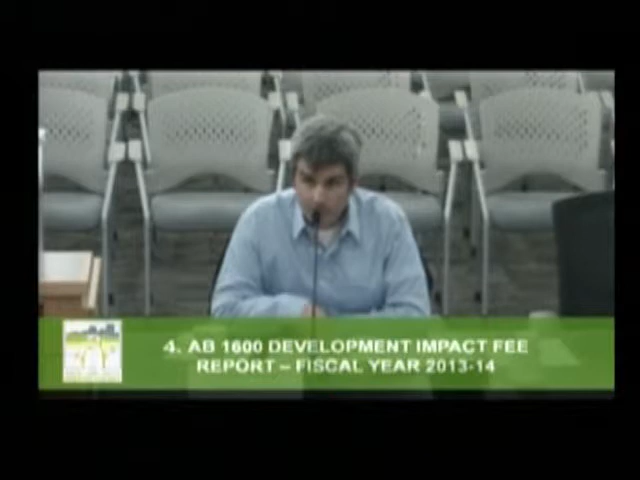 4. AB 1600 DEVELOPMENT IMPACT FEE
REPORT – FISCAL YEAR 2013-14